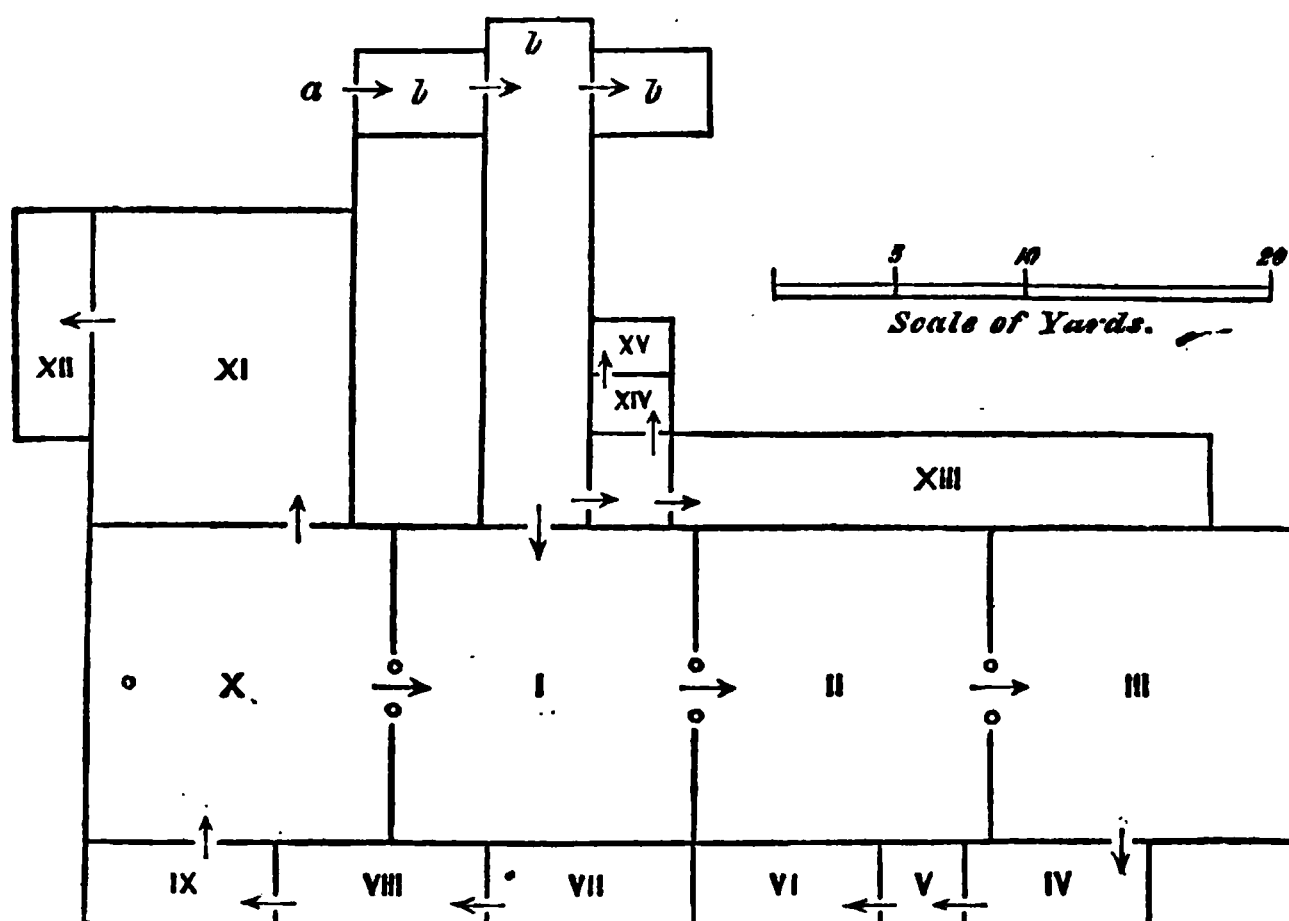 b
a b b
5 10 20
Scale of Yards.
XV
XII XI
XIV
XIII
X I II III
IX VIII VII VI V IV